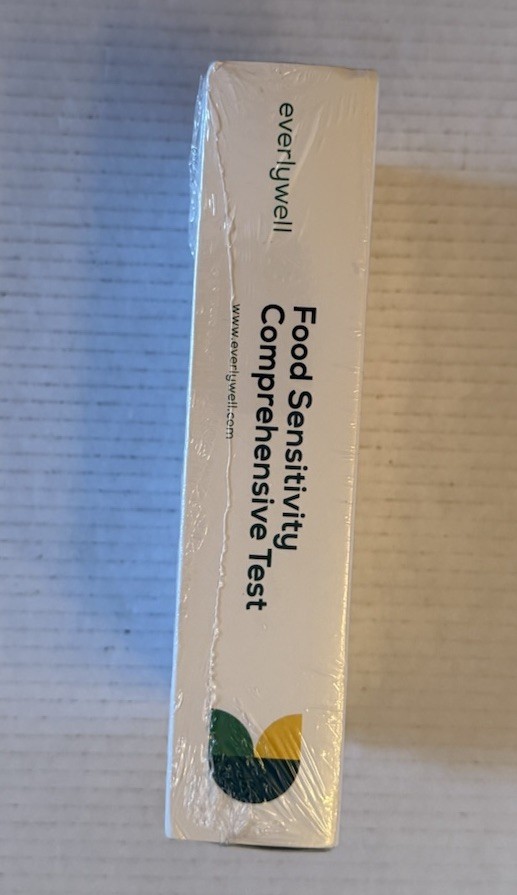 everlywell
Food Sensitivity
Comprehensive Test
www.everlywell.com